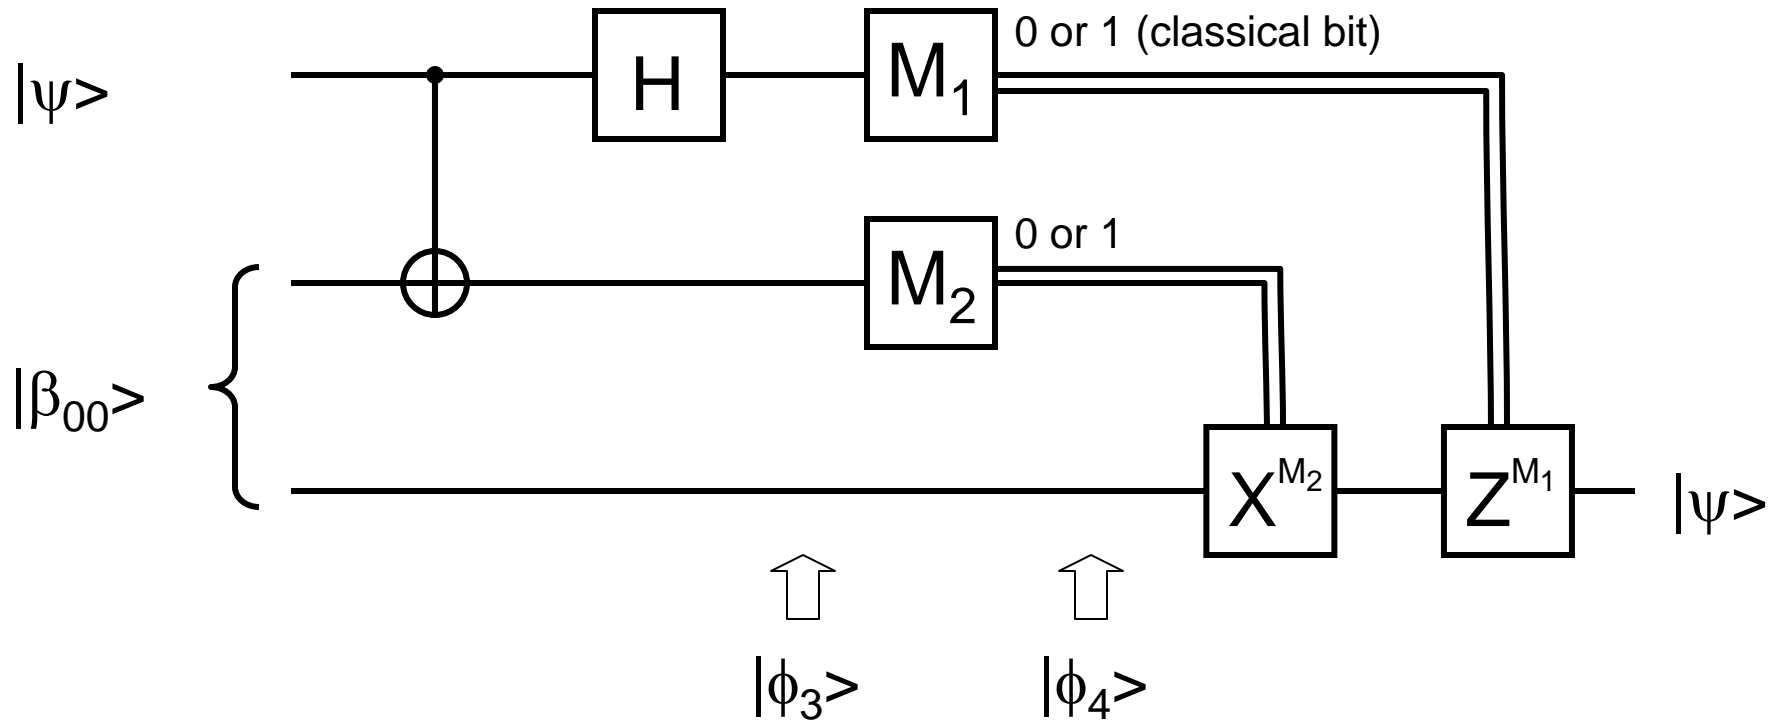 0 or 1 (classical bit)
|ψ>
H
M₁
0 or 1
M₂
|β₀₀>
X^M₂
Z^M₁
|ψ>
|ϕ₃>
|ϕ₄>